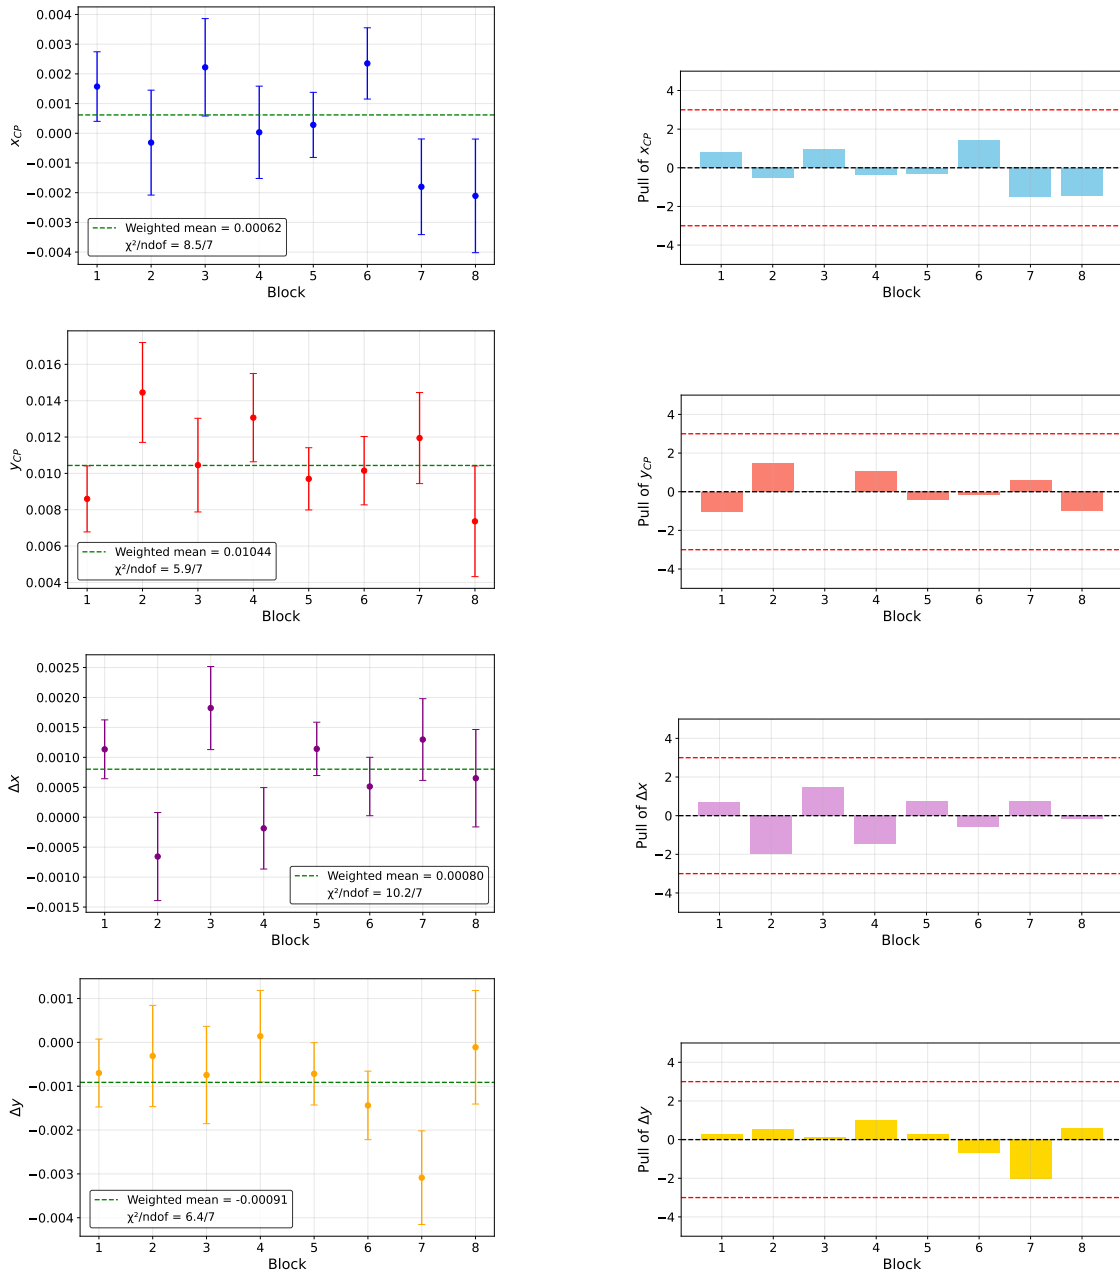 0.004
0.003
0.002
0.001
0.000
−0.001
−0.002
−0.003
−0.004
x_CP
Weighted mean = 0.00062
χ²/ndof = 8.5/7
1 2 3 4 5 6 7 8
Block
4
2
0
−2
−4
Pull of x_CP
1 2 3 4 5 6 7 8
Block
0.016
0.014
0.012
0.010
0.008
0.006
0.004
y_CP
Weighted mean = 0.01044
χ²/ndof = 5.9/7
1 2 3 4 5 6 7 8
Block
4
2
0
−2
−4
Pull of y_CP
1 2 3 4 5 6 7 8
Block
0.0025
0.0020
0.0015
0.0010
0.0005
0.0000
−0.0005
−0.0010
−0.0015
Δx
Weighted mean = 0.00080
χ²/ndof = 10.2/7
1 2 3 4 5 6 7 8
Block
4
2
0
−2
−4
Pull of Δx
1 2 3 4 5 6 7 8
Block
0.001
0.000
−0.001
−0.002
−0.003
−0.004
Δy
Weighted mean = -0.00091
χ²/ndof = 6.4/7
1 2 3 4 5 6 7 8
Block
4
2
0
−2
−4
Pull of Δy
1 2 3 4 5 6 7 8
Block